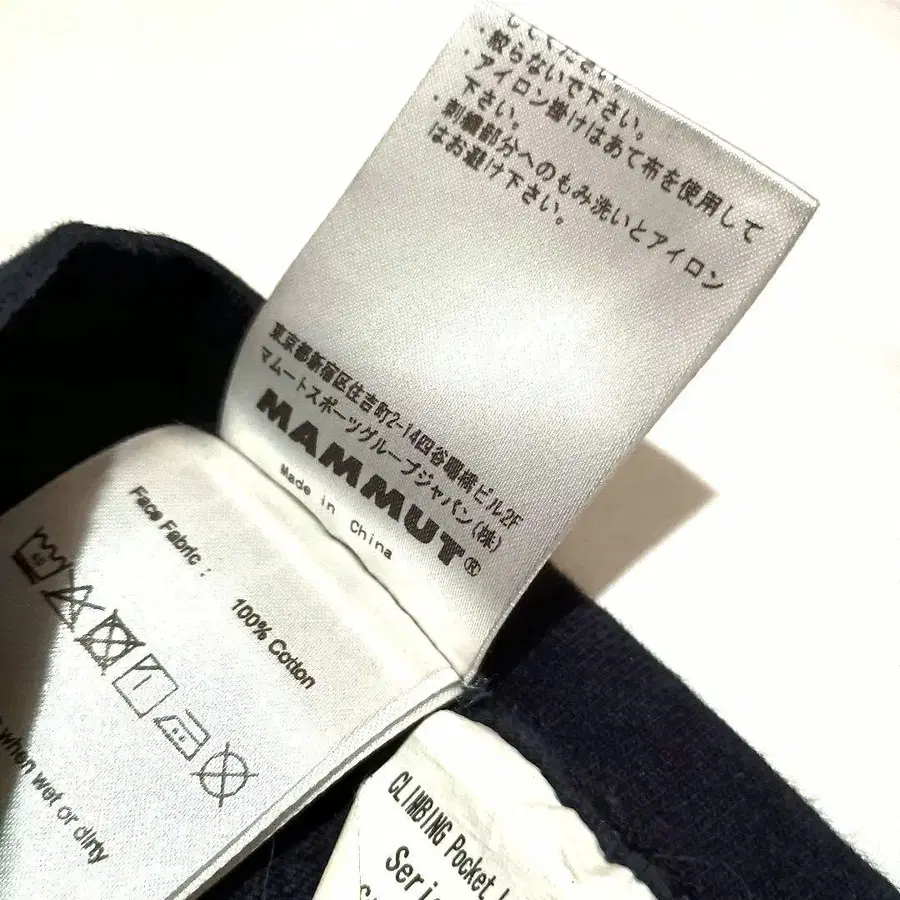 してください。
・絞らないで下さい。
・アイロン掛けはあて布を使用して
下さい。
・刺繍部分へのもみ洗いとアイロン
はお避け下さい。
東京都新宿区住吉町2-14四谷曙橋ビル2F
マムートスポーツグループジャパン(株)
MAMMUT®
Made in China
Face Fabric :
100% Cotton
40
when wet or dirty
CLIMBING Pocket
Seri